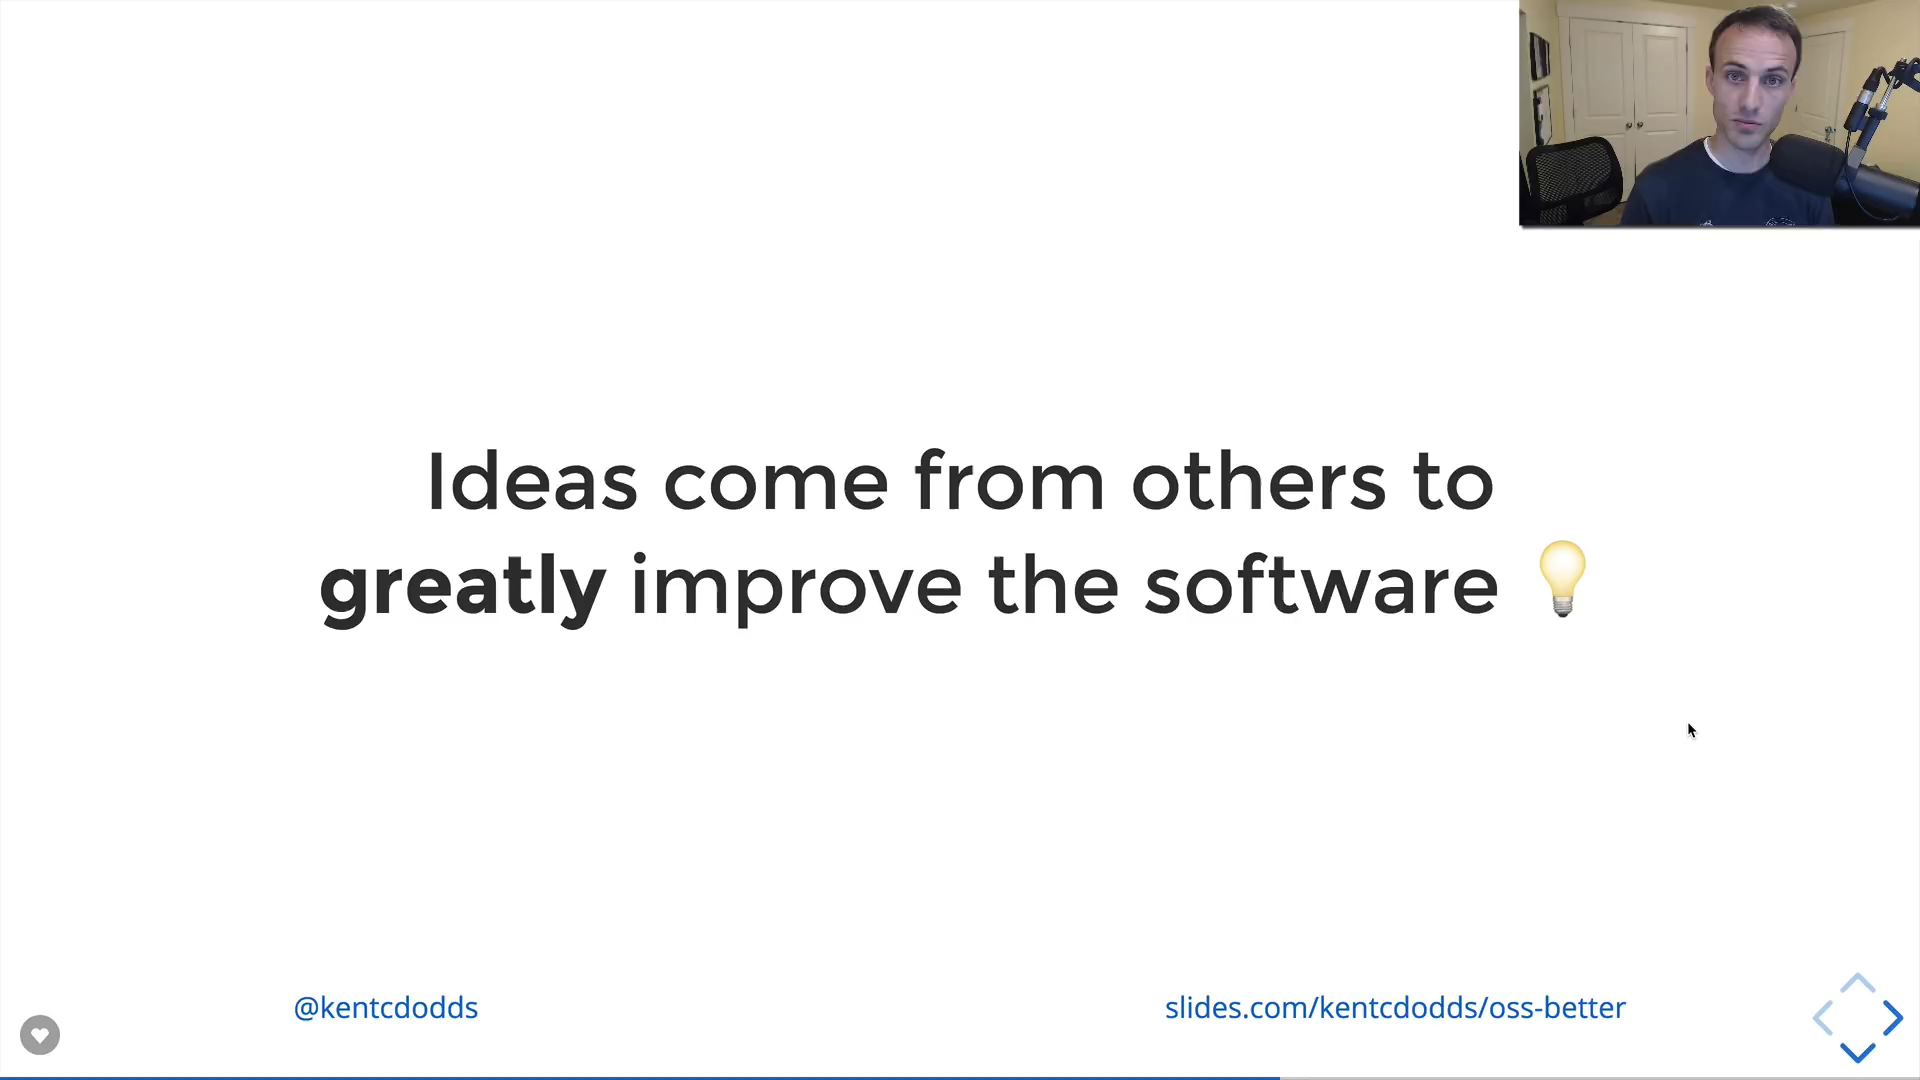 Ideas come from others to
greatly improve the software 💡
@kentcdodds
slides.com/kentcdodds/oss-better